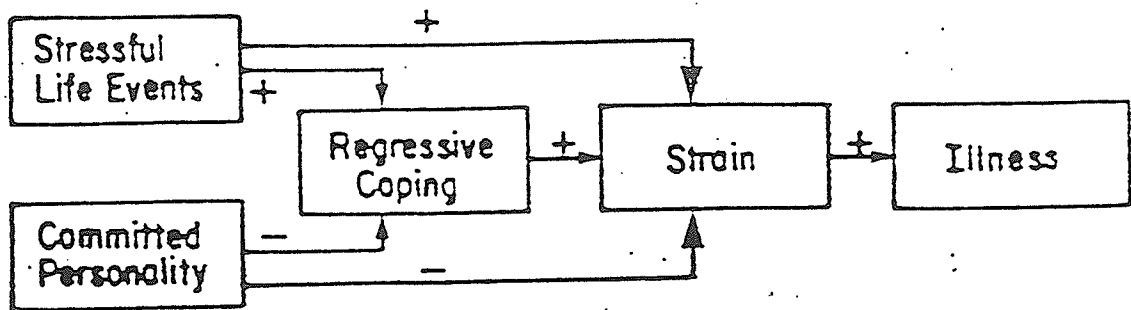 Stressful
Life Events
+
+
Regressive
Coping
+
Strain
+
Illness
Committed
Personality
−
−